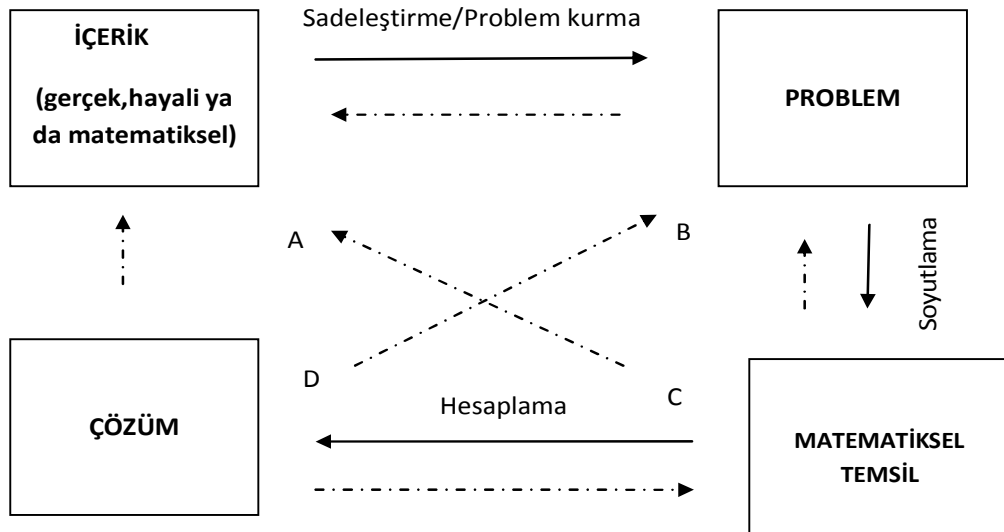 Sadeleştirme/Problem kurma
İÇERİK
(gerçek,hayali ya
da matematiksel)
PROBLEM
A
B
Soyutlama
D
C
Hesaplama
ÇÖZÜM
MATEMATİKSEL
TEMSİL